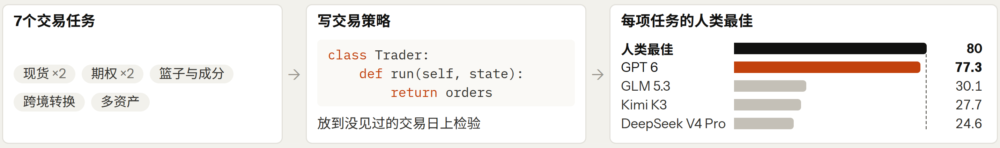 7个交易任务
现货 ×2
期权 ×2
篮子与成分
跨境转换
多资产
→
写交易策略
class Trader:
    def run(self, state):
        return orders
放到没见过的交易日上检验
→
每项任务的人类最佳
人类最佳 80
GPT 6 77.3
GLM 5.3 30.1
Kimi K3 27.7
DeepSeek V4 Pro 24.6